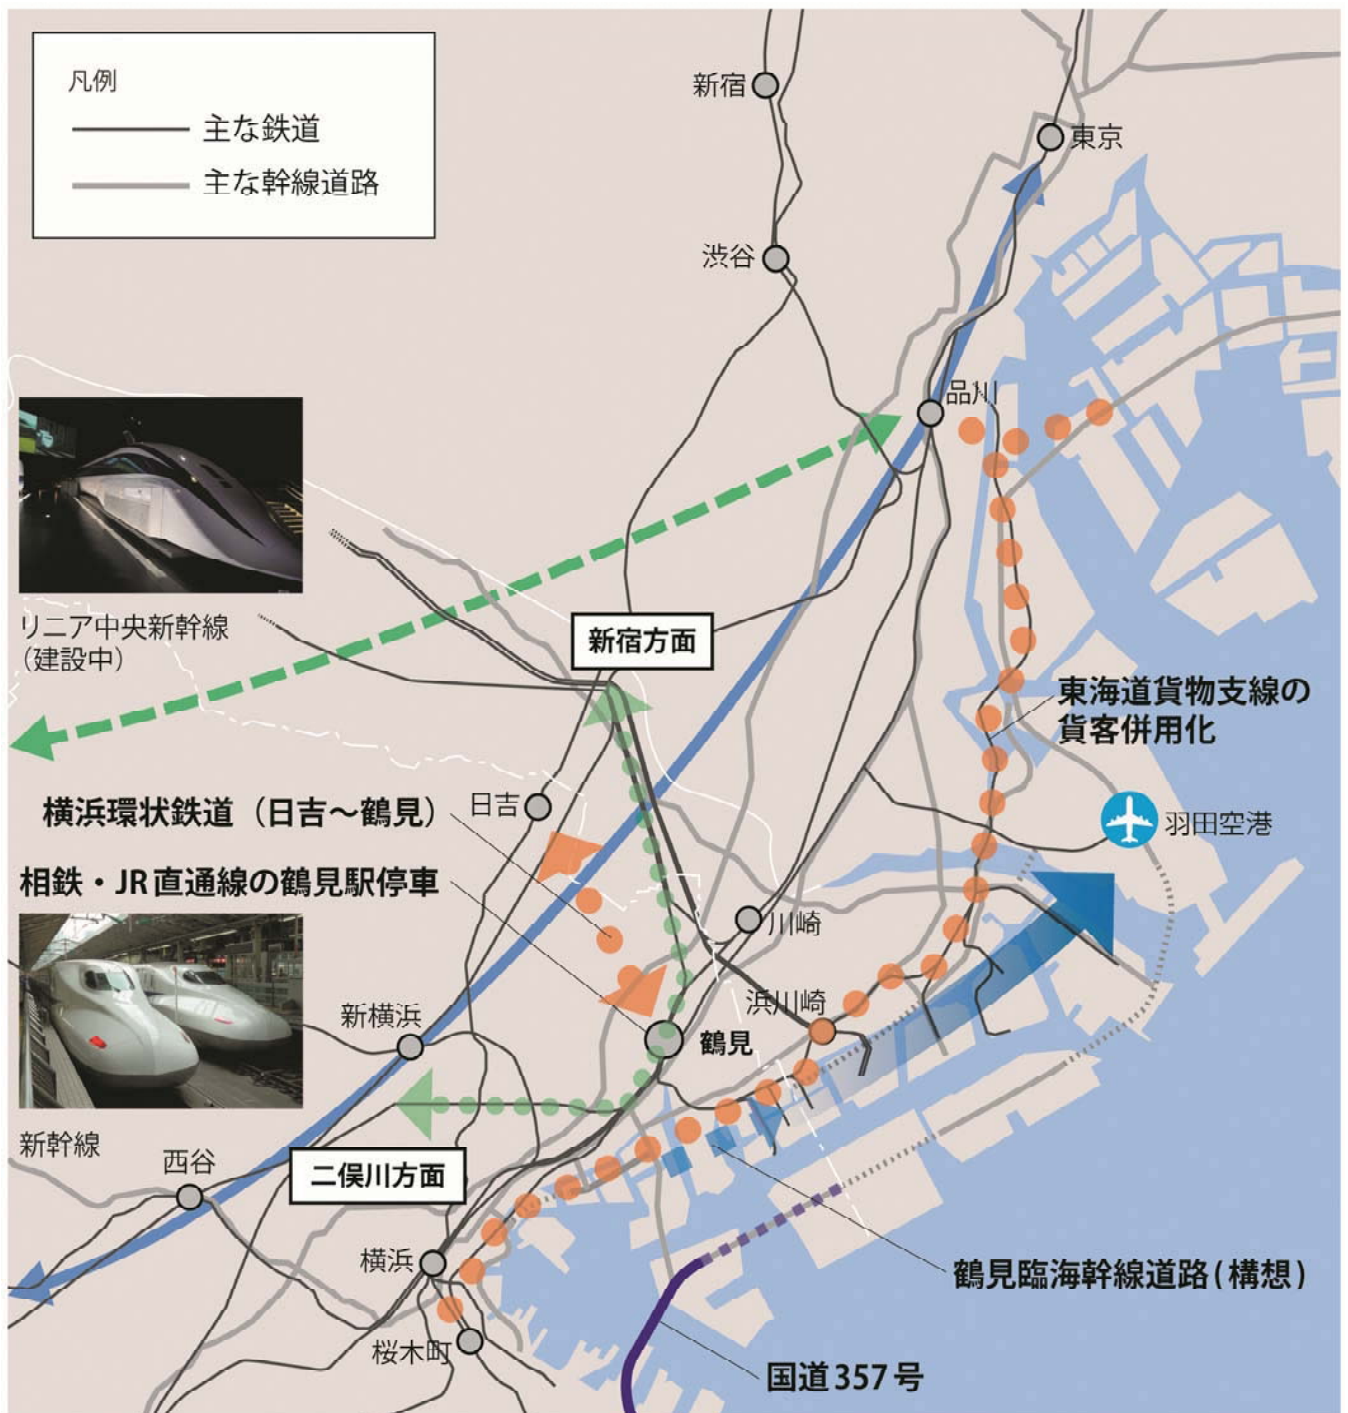 凡例
主な鉄道
主な幹線道路
新宿
東京
渋谷
品川
リニア中央新幹線
（建設中）
新宿方面
東海道貨物支線の
貨客併用化
横浜環状鉄道（日吉～鶴見）
日吉
羽田空港
相鉄・JR直通線の鶴見駅停車
川崎
浜川崎
新横浜
鶴見
新幹線
西谷
二俣川方面
横浜
鶴見臨海幹線道路(構想)
桜木町
国道357号